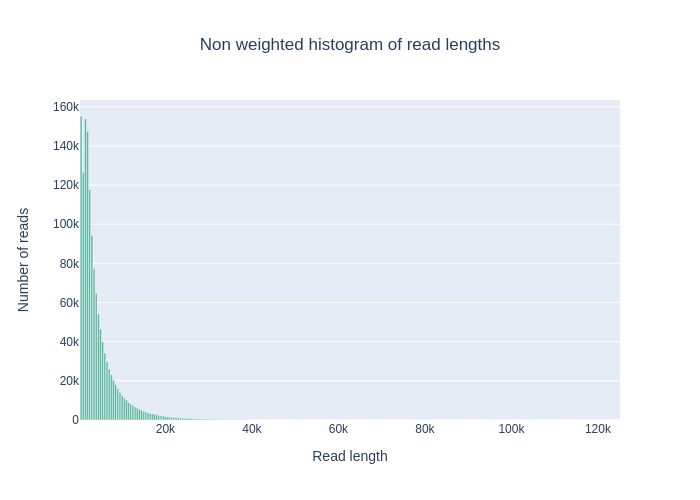 Non weighted histogram of read lengths
160k
140k
120k
100k
80k
60k
40k
20k
0
Number of reads
20k
40k
60k
80k
100k
120k
Read length